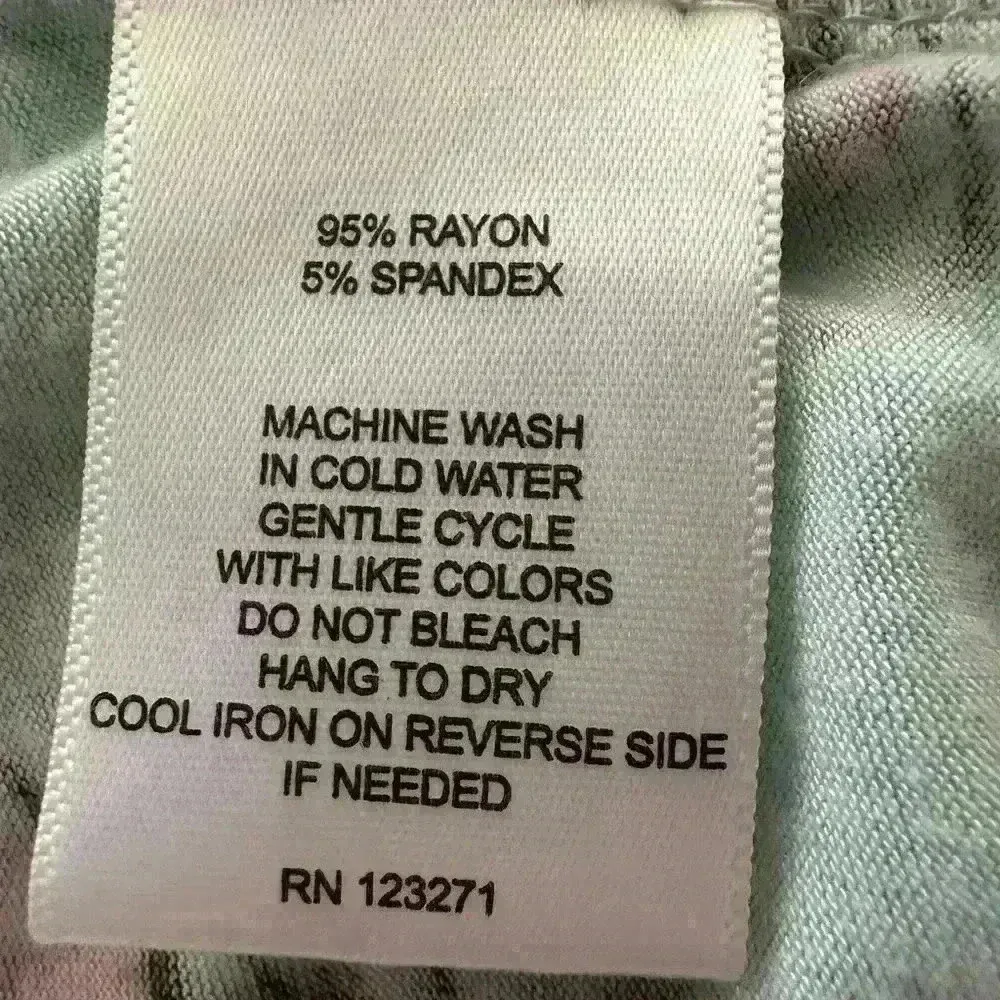 95% RAYON
5% SPANDEX
MACHINE WASH
IN COLD WATER
GENTLE CYCLE
WITH LIKE COLORS
DO NOT BLEACH
HANG TO DRY
COOL IRON ON REVERSE SIDE
IF NEEDED
RN 123271